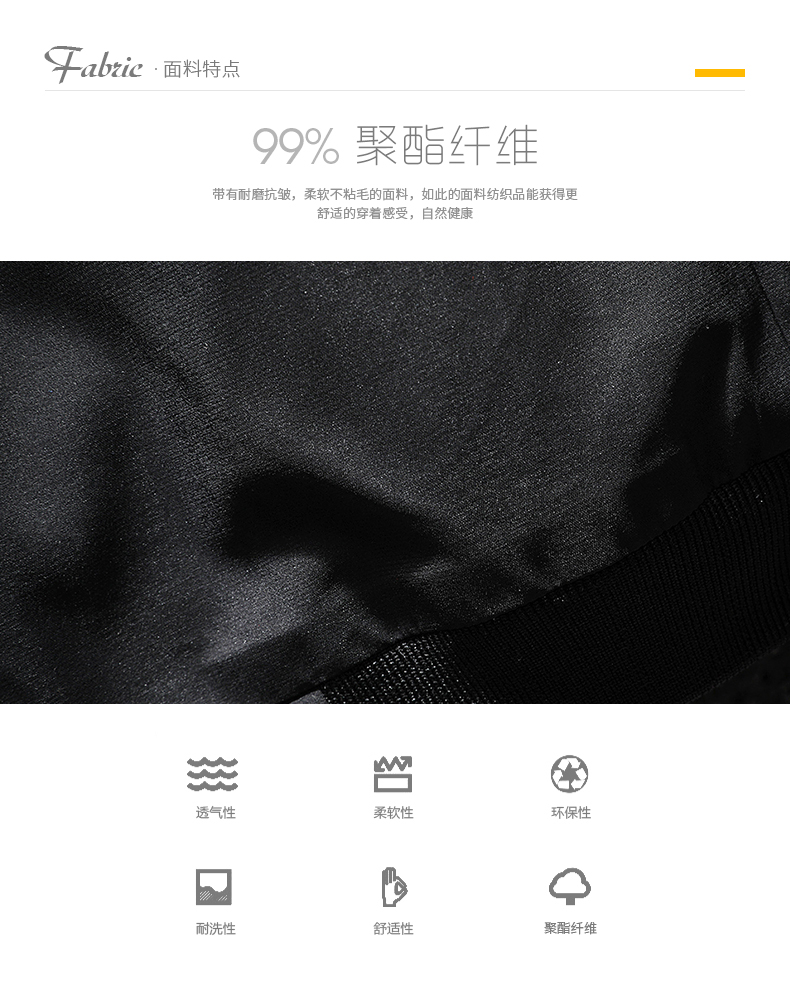 Fabric · 面料特点
99% 聚酯纤维
带有耐磨抗皱，柔软不粘毛的面料，如此的面料纺织品能获得更
舒适的穿着感受，自然健康
透气性
柔软性
环保性
耐洗性
舒适性
聚酯纤维